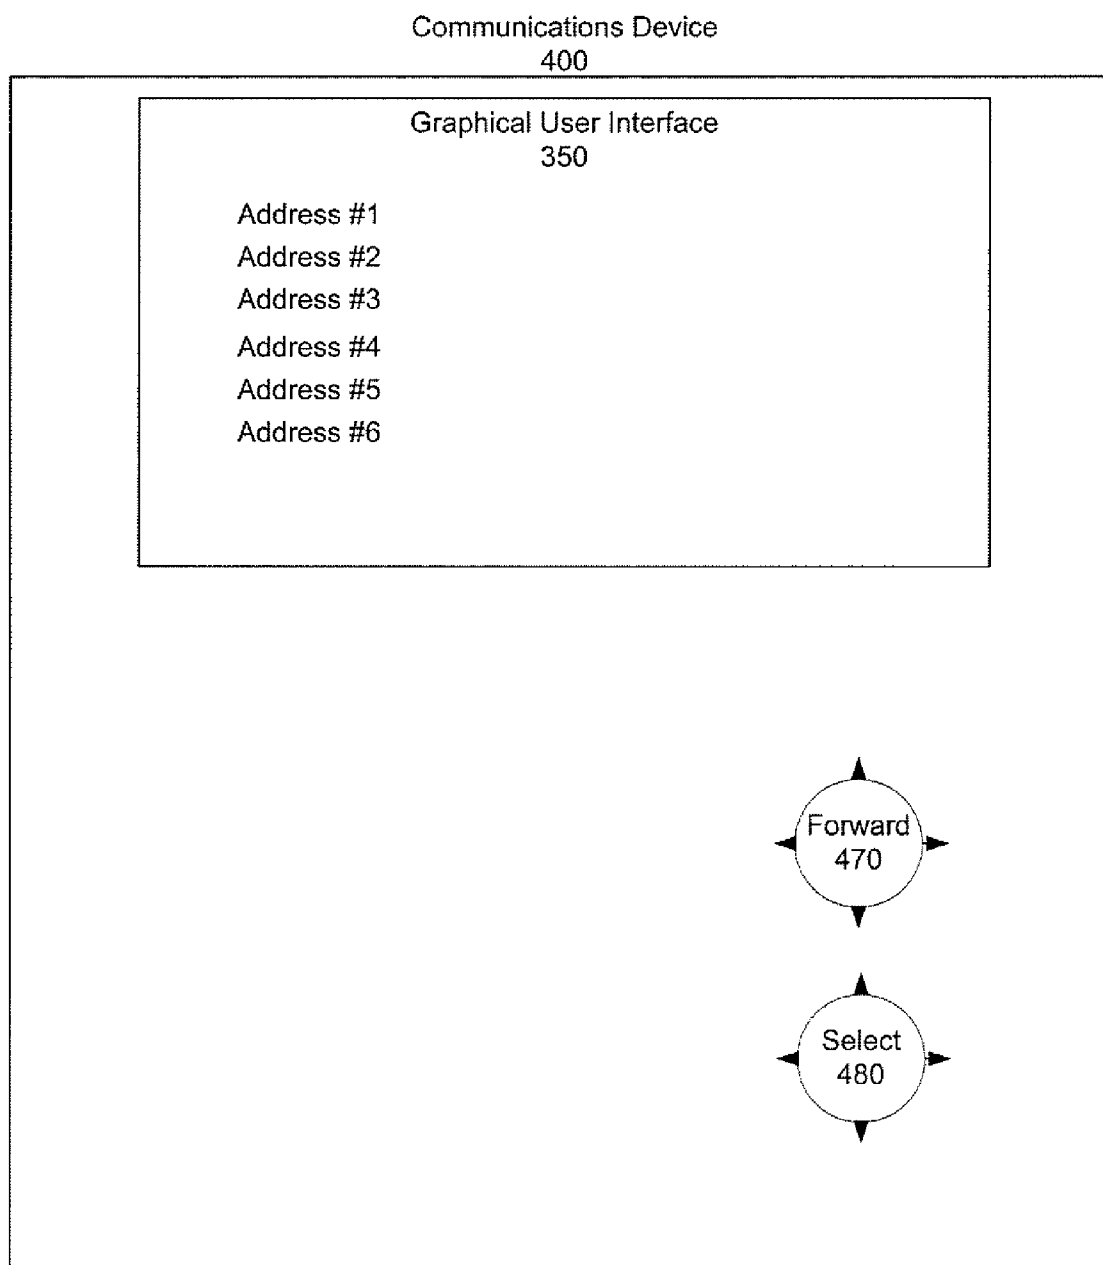 Communications Device
400
Graphical User Interface
350
Address #1
Address #2
Address #3
Address #4
Address #5
Address #6
Forward
470
Select
480